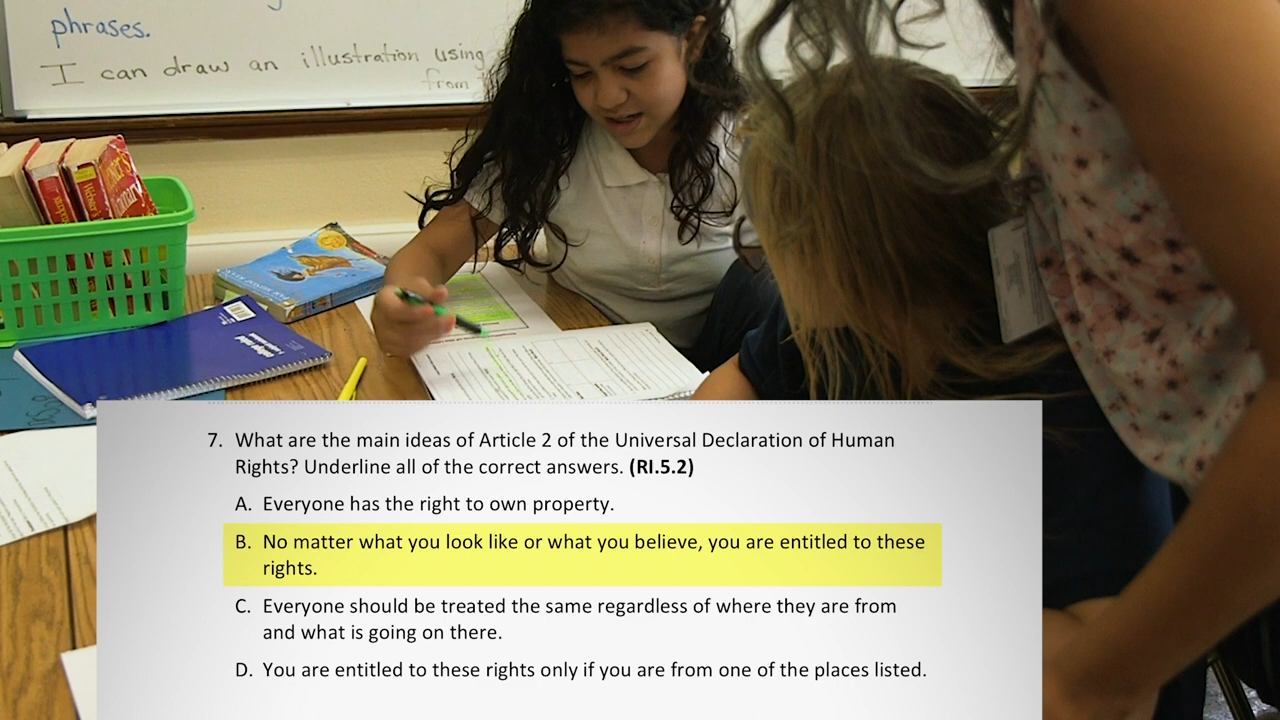 phrases.
I can draw an illustration using
from
Webster's
7. What are the main ideas of Article 2 of the Universal Declaration of Human
Rights? Underline all of the correct answers. (RI.5.2)
A. Everyone has the right to own property.
B. No matter what you look like or what you believe, you are entitled to these
rights.
C. Everyone should be treated the same regardless of where they are from
and what is going on there.
D. You are entitled to these rights only if you are from one of the places listed.